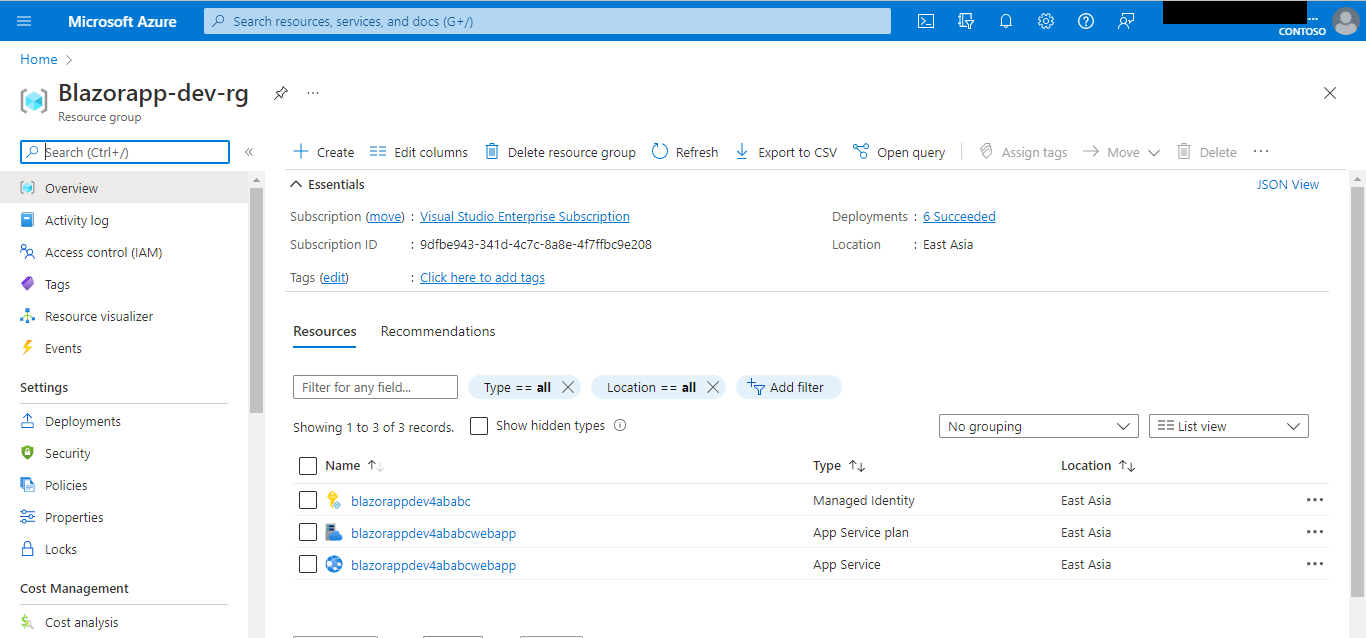 Microsoft Azure
Search resources, services, and docs (G+/)
...
CONTOSO
Home
Blazorapp-dev-rg
...
Resource group
Search (Ctrl+/)
«
Overview
Activity log
Access control (IAM)
Tags
Resource visualizer
Events
Settings
Deployments
Security
Policies
Properties
Locks
Cost Management
Cost analysis
Create
Edit columns
Delete resource group
Refresh
Export to CSV
Open query
Assign tags
Move
Delete
...
Essentials
JSON View
Subscription (move) : Visual Studio Enterprise Subscription
Deployments : 6 Succeeded
Subscription ID : 9dfbe943-341d-4c7c-8a8e-4f7ffbc9e208
Location : East Asia
Tags (edit) : Click here to add tags
Resources Recommendations
Filter for any field... Type == all Location == all Add filter
Showing 1 to 3 of 3 records. Show hidden types
No grouping List view
Name Type Location
blazorappdev4ababc Managed Identity East Asia ...
blazorappdev4ababcwebapp App Service plan East Asia ...
blazorappdev4ababcwebapp App Service East Asia ...